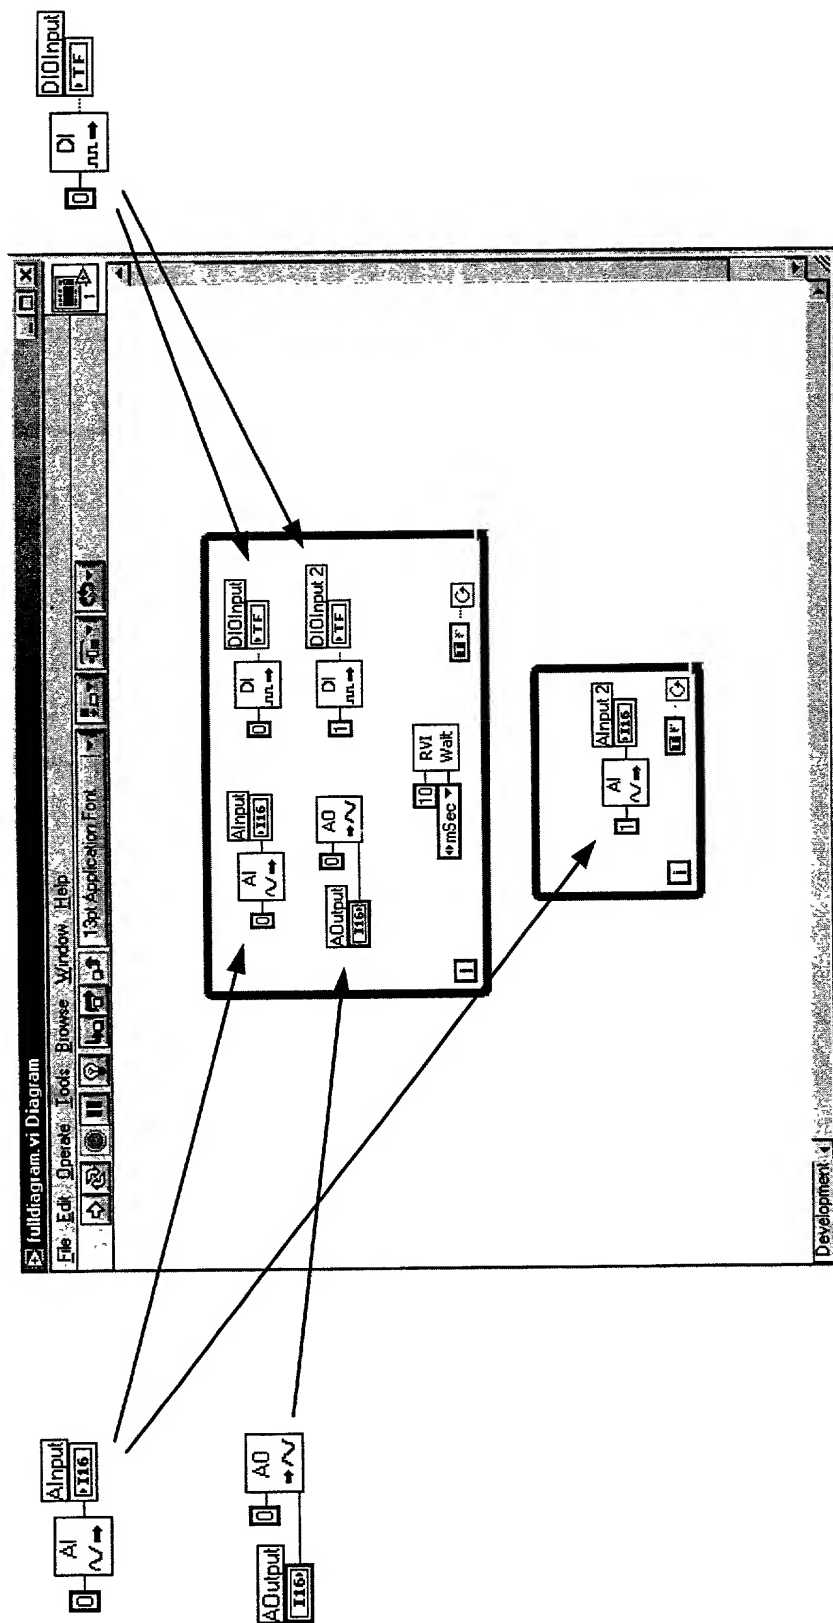 AInput
0
AI
I16
AOutput
0
AO
I16
DIOInput
0
DI
TF
fulldiagram.vi Diagram
File Edit Operate Tools Browse Window Help
13pt Application Font
1
AInput
0
AI
I16
DIOInput
0
DI
TF
AOutput
0
AO
I16
DIOInput 2
1
DI
TF
10
mSec
RVI
Wait
T F
i
AInput 2
1
AI
I16
T F
i
Development